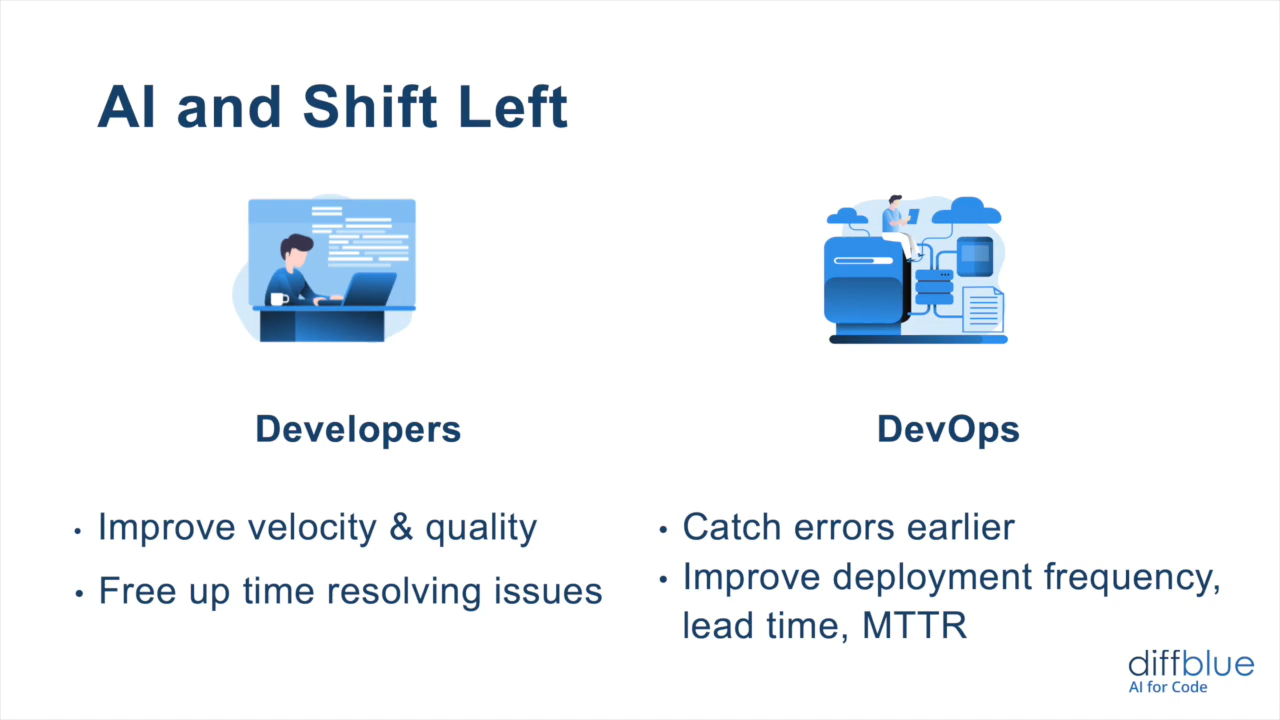 AI and Shift Left
Developers
• Improve velocity & quality
• Free up time resolving issues
DevOps
• Catch errors earlier
• Improve deployment frequency,
lead time, MTTR
diffblue
AI for Code